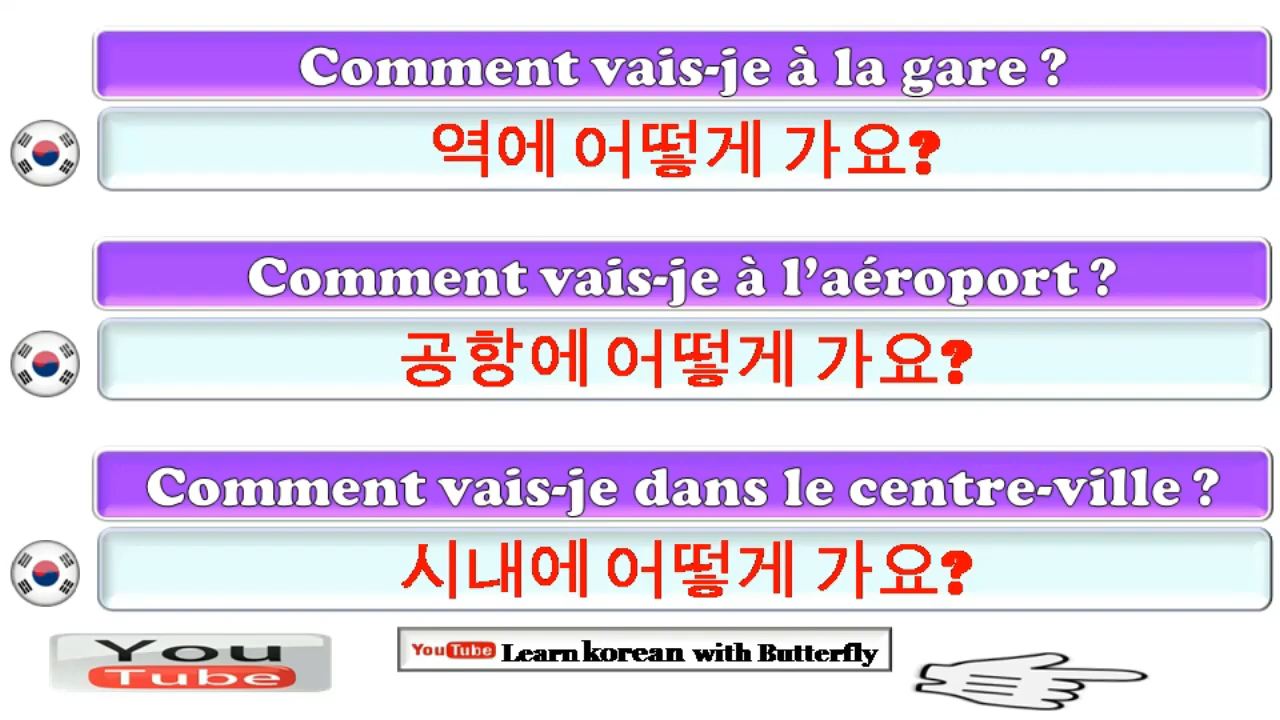 Comment vais-je à la gare ?
역에 어떻게 가요?
Comment vais-je à l'aéroport ?
공항에 어떻게 가요?
Comment vais-je dans le centre-ville ?
시내에 어떻게 가요?
You
Tube
YouTube Learn korean with Butterfly